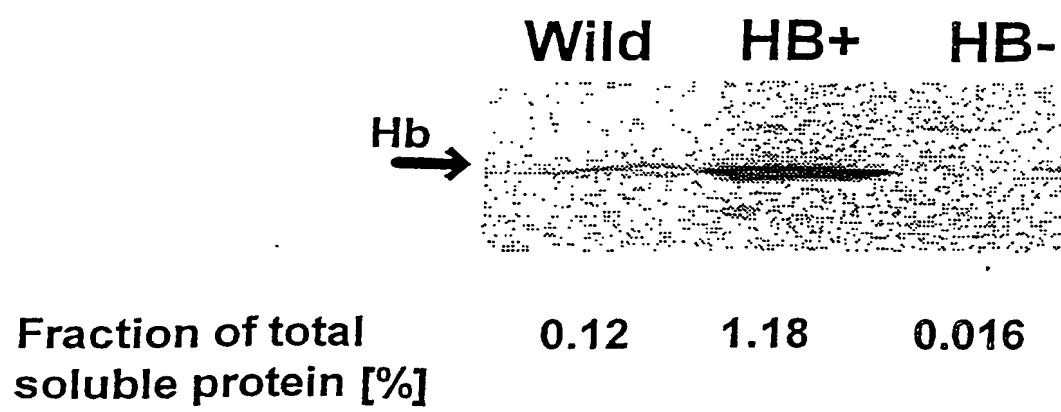 Wild HB+ HB-
Hb
Fraction of total 0.12 1.18 0.016
soluble protein [%]